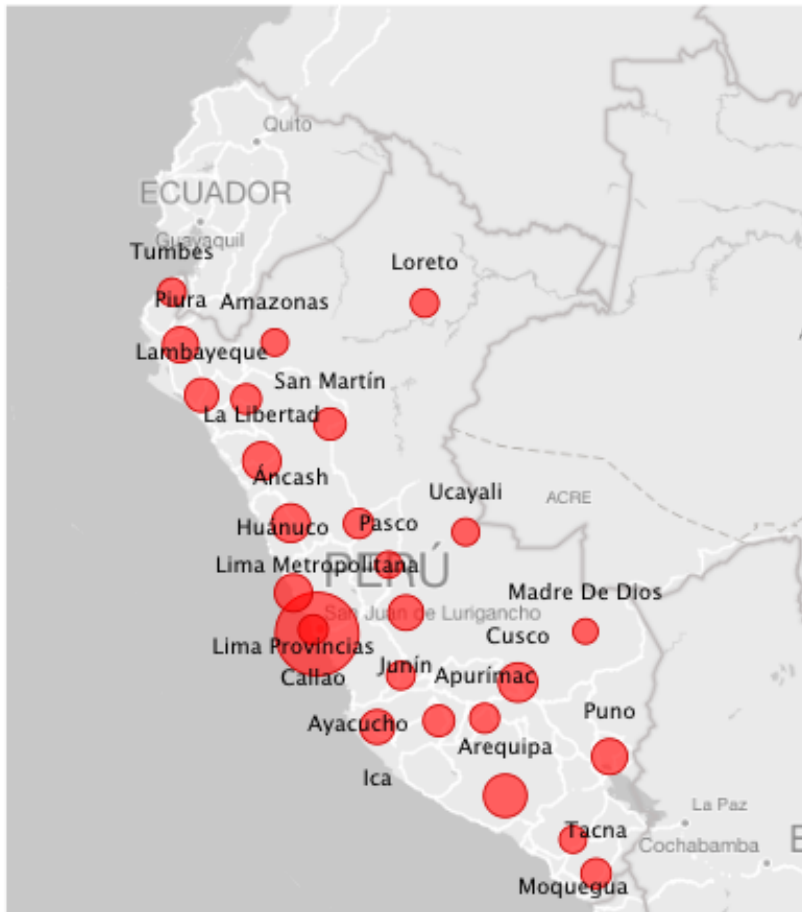 Quito
ECUADOR
Guayaquil
Tumbes
Loreto
Piura
Amazonas
Lambayeque
San Martín
La Libertad
Áncash
Ucayali
ACRE
Huánuco
Pasco
Lima Metropolitana
PERÚ
Madre De Dios
San Juan de Lurigancho
Cusco
Lima Provincias
Junín
Callao
Apurímac
Puno
Ayacucho
Arequipa
Ica
La Paz
Tacna
Cochabamba
B
Moquegua